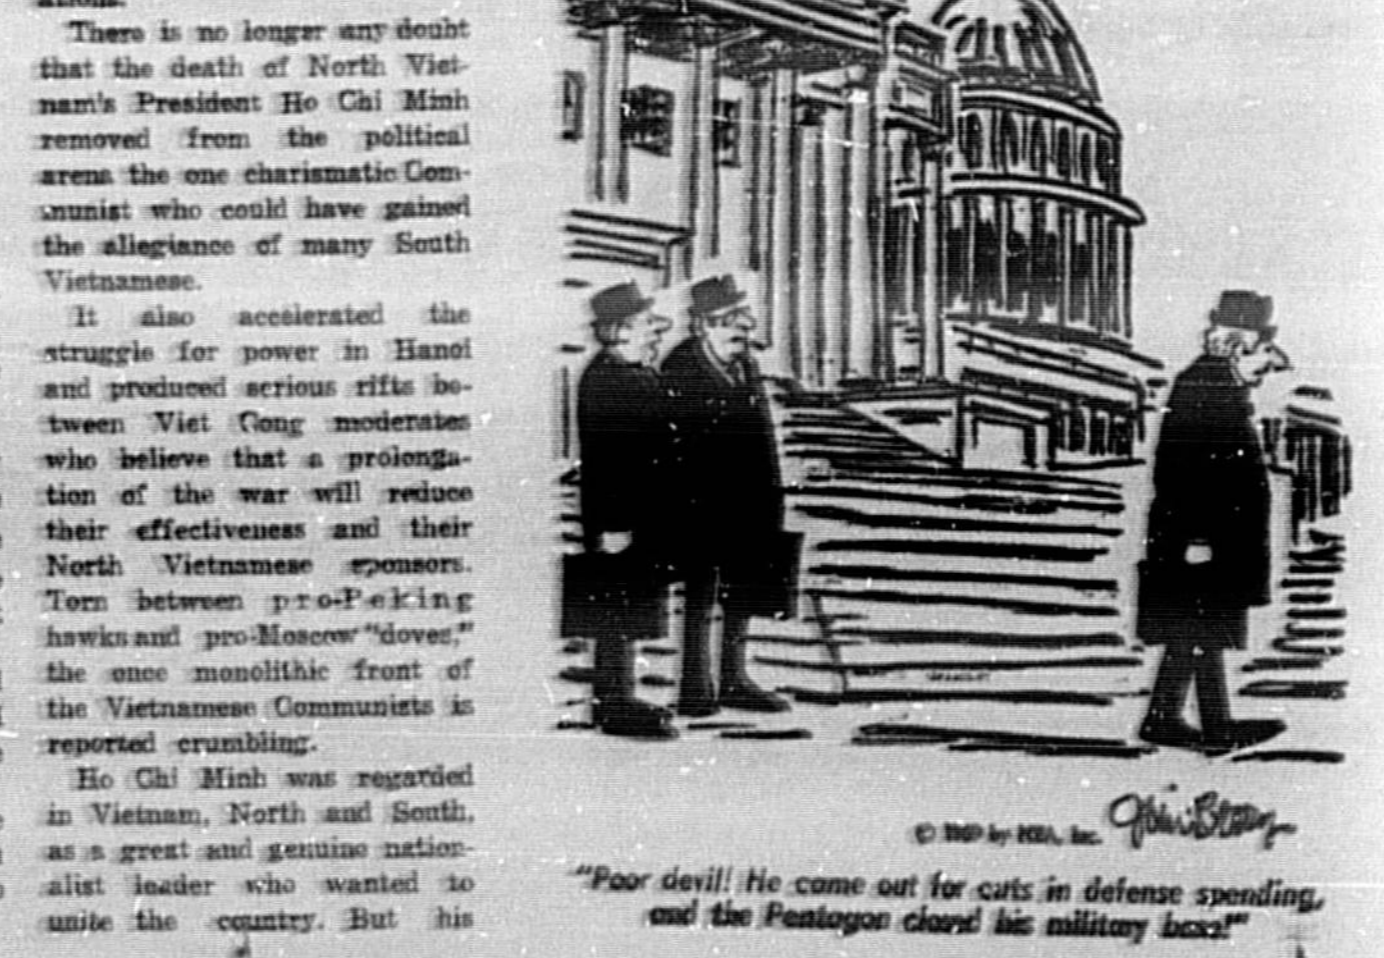 There is no longer any doubt
that the death of North Viet-
nam's President Ho Chi Minh
removed from the political
arena the one charismatic Com-
munist who could have gained
the allegiance of many South
Vietnamese.
It also accelerated the
struggle for power in Hanoi
and produced serious rifts be-
tween Viet Cong moderates
who believe that a prolonga-
tion of the war will reduce
their effectiveness and their
North Vietnamese sponsors.
Torn between pro-Peking
hawks and pro-Moscow "doves,"
the once monolithic front of
the Vietnamese Communists is
reported crumbling.
Ho Chi Minh was regarded
in Vietnam, North and South,
as a great and genuine nation-
alist leader who wanted to
unite the country. But his
© 1969 by NEA, Inc.
"Poor devil! He came out for cuts in defense spending,
and the Pentagon closed his military base!"